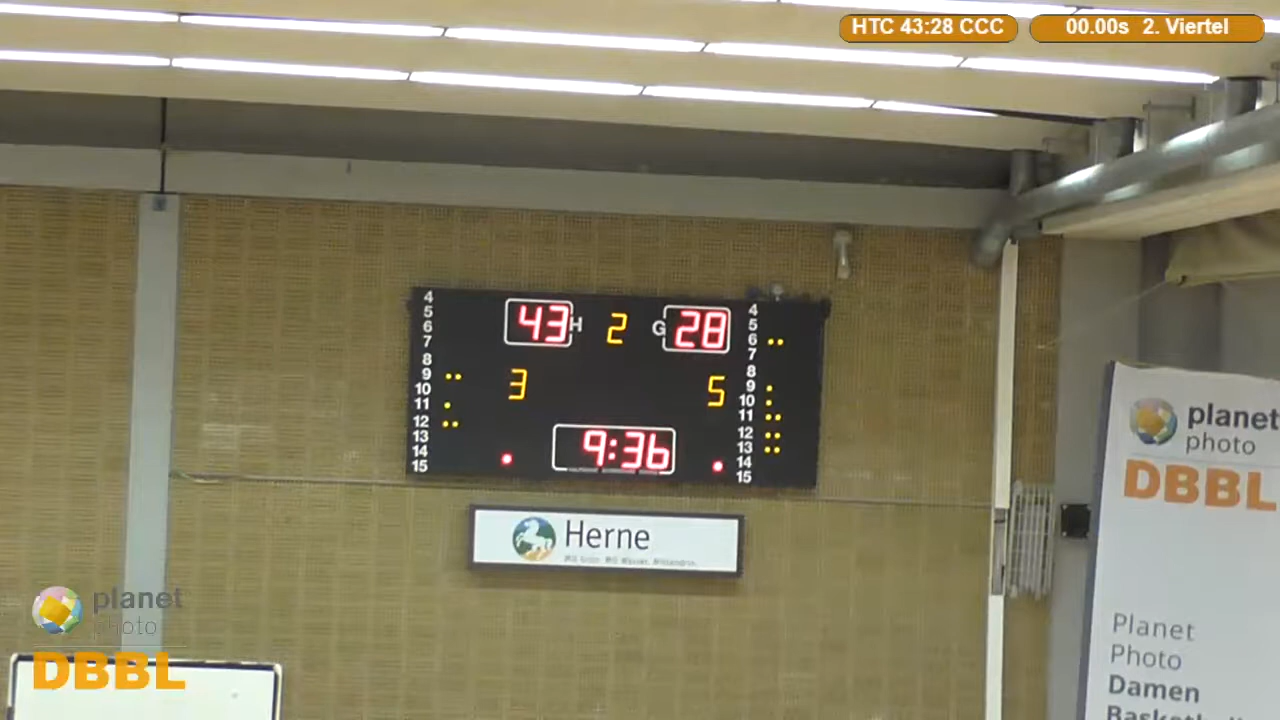 HTC 43:28 CCC
00.00s 2. Viertel
4
5
6
7
8
9
10
11
12
13
14
15
43 H 2 G 28
3 5
9:36
4
5
6
7
8
9
10
11
12
13
14
15
Herne
planet
photo
DBBL
Planet
Photo
Damen
planet
photo
DBBL